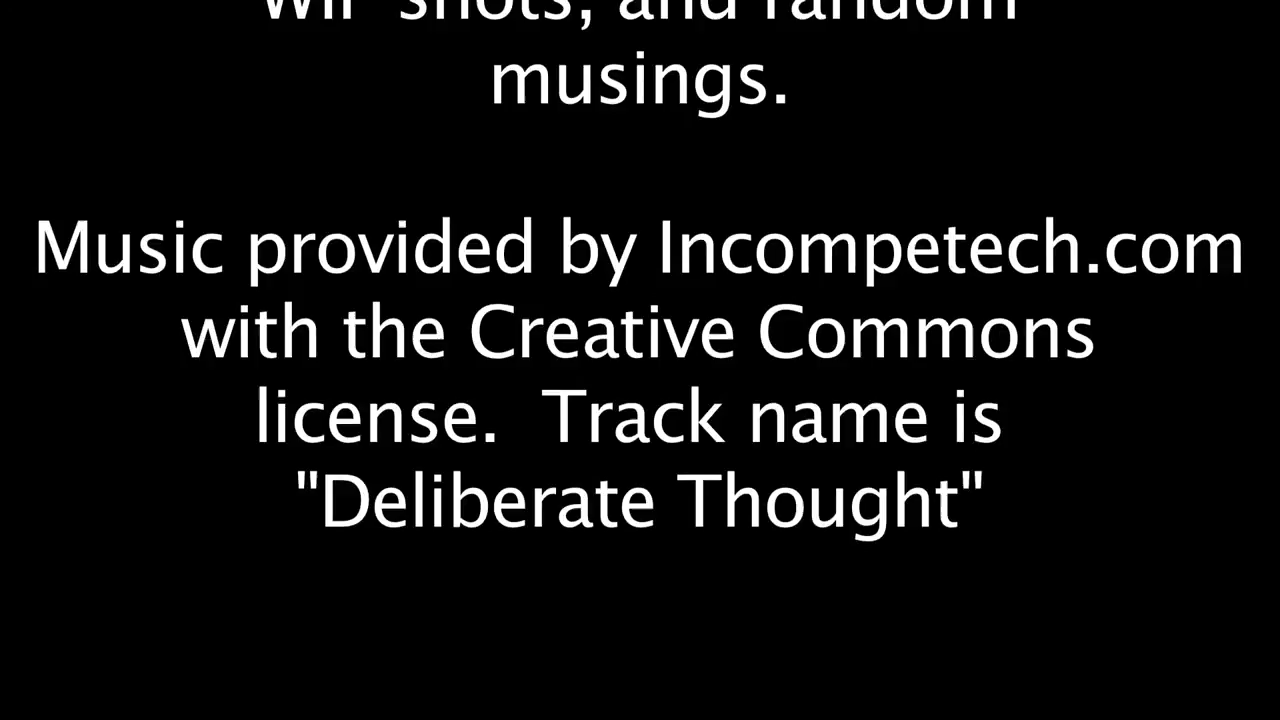 WIP shots, and random
musings.
Music provided by Incompetech.com
with the Creative Commons
license.  Track name is
"Deliberate Thought"